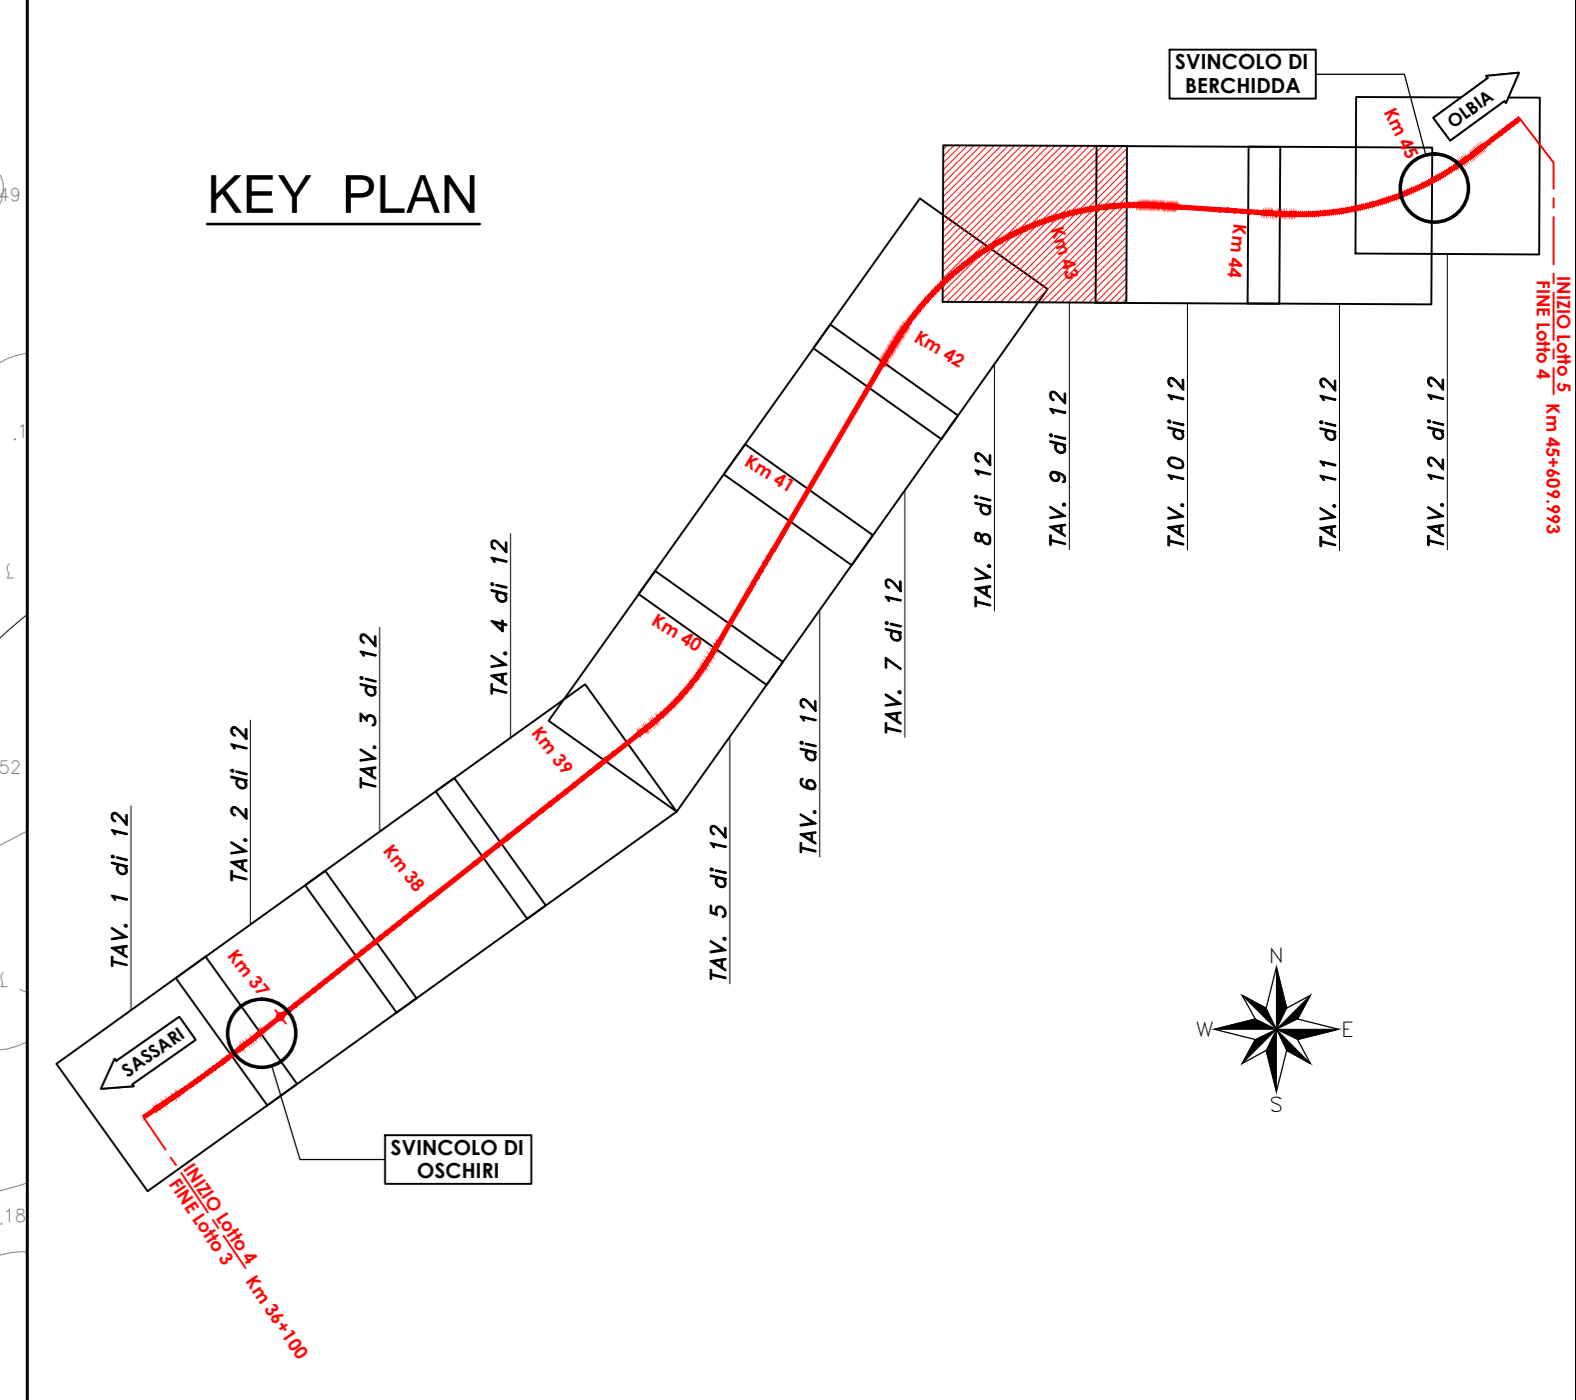 KEY PLAN
SVINCOLO DI
BERCHIDDA
OLBIA
Km 45
Km 44
Km 43
Km 42
Km 41
Km 40
Km 39
Km 38
Km 37
INIZIO Lotto 5
FINE Lotto 4
Km 45+609.993
TAV. 1 di 12
TAV. 2 di 12
TAV. 3 di 12
TAV. 4 di 12
TAV. 5 di 12
TAV. 6 di 12
TAV. 7 di 12
TAV. 8 di 12
TAV. 9 di 12
TAV. 10 di 12
TAV. 11 di 12
TAV. 12 di 12
SASSARI
SVINCOLO DI
OSCHIRI
INIZIO Lotto 4
FINE Lotto 3
Km 36+100
N
W
E
S
49
.1
52
.18